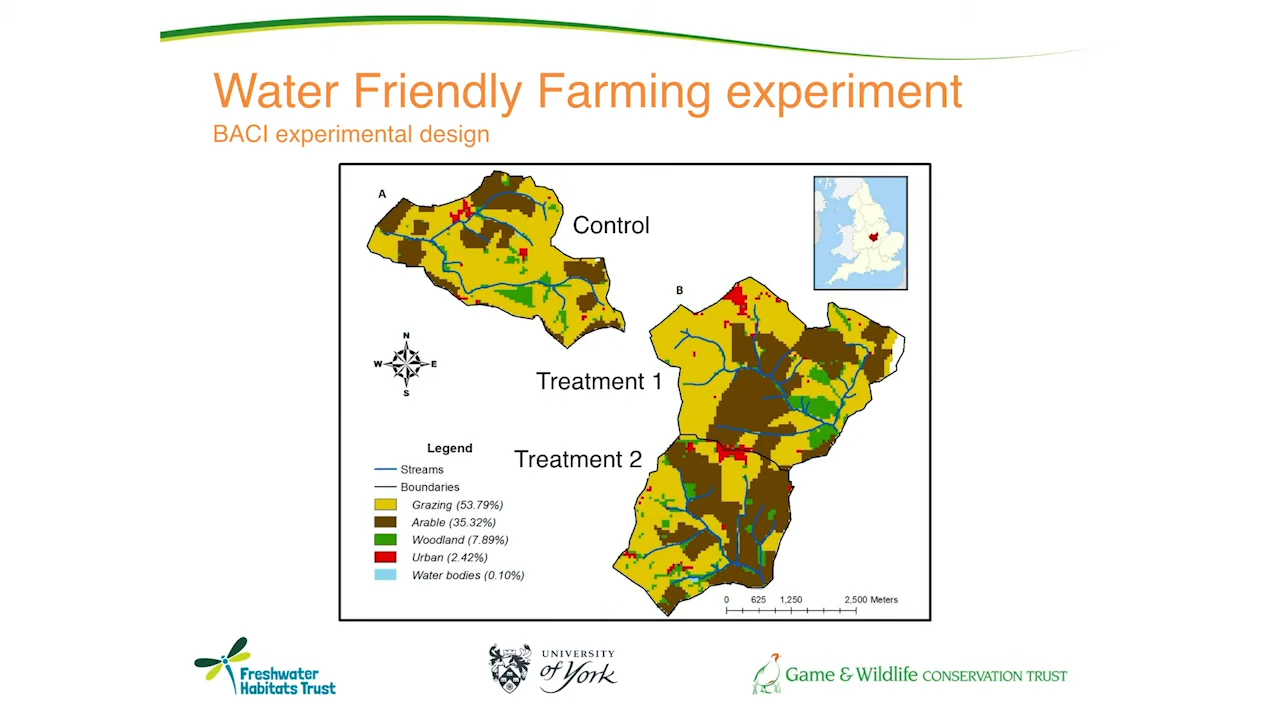 Water Friendly Farming experiment
BACI experimental design
A
Control
B
N
W E
S
Treatment 1
Treatment 2
Legend
Streams
Boundaries
Grazing (53.79%)
Arable (35.32%)
Woodland (7.89%)
Urban (2.42%)
Water bodies (0.10%)
0 625 1,250 2,500 Meters
Freshwater
Habitats Trust
UNIVERSITY
of York
Game & Wildlife CONSERVATION TRUST